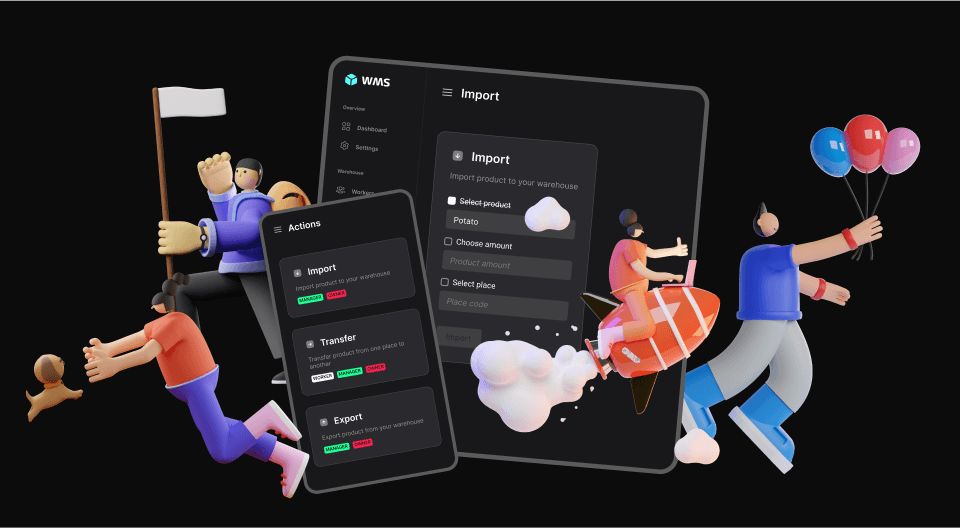 WMS
Overview
Dashboard
Settings
Warehouse
Workers
Import
Import
Import product to your warehouse
Select product
Potato
Choose amount
Product amount
Select place
Place code
Import
Actions
Import
Import product to your warehouse
MANAGER OWNER
Transfer
Transfer product from one place to
another
WORKER MANAGER OWNER
Export
Export product from your warehouse
MANAGER OWNER